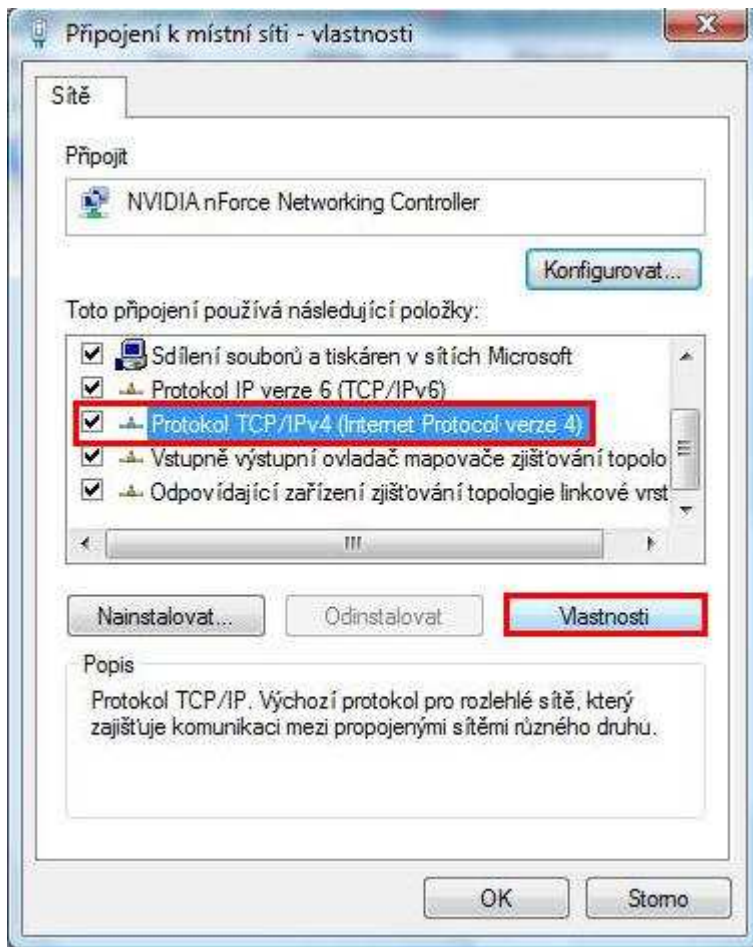 Připojení k místní síti - vlastnosti
Sítě
Připojit
NVIDIA nForce Networking Controller
Konfigurovat...
Toto připojení používá následující položky:
Sdílení souborů a tiskáren v sítích Microsoft
Protokol IP verze 6 (TCP/IPv6)
Protokol TCP/IPv4 (Internet Protocol verze 4)
Vstupně výstupní ovladač mapovače zjišťování topolo
Odpovídající zařízení zjišťování topologie linkové vrst
Nainstalovat...
Odinstalovat
Vlastnosti
Popis
Protokol TCP/IP. Výchozí protokol pro rozlehlé sítě, který
zajišťuje komunikaci mezi propojenými sítěmi různého druhu.
OK
Storno